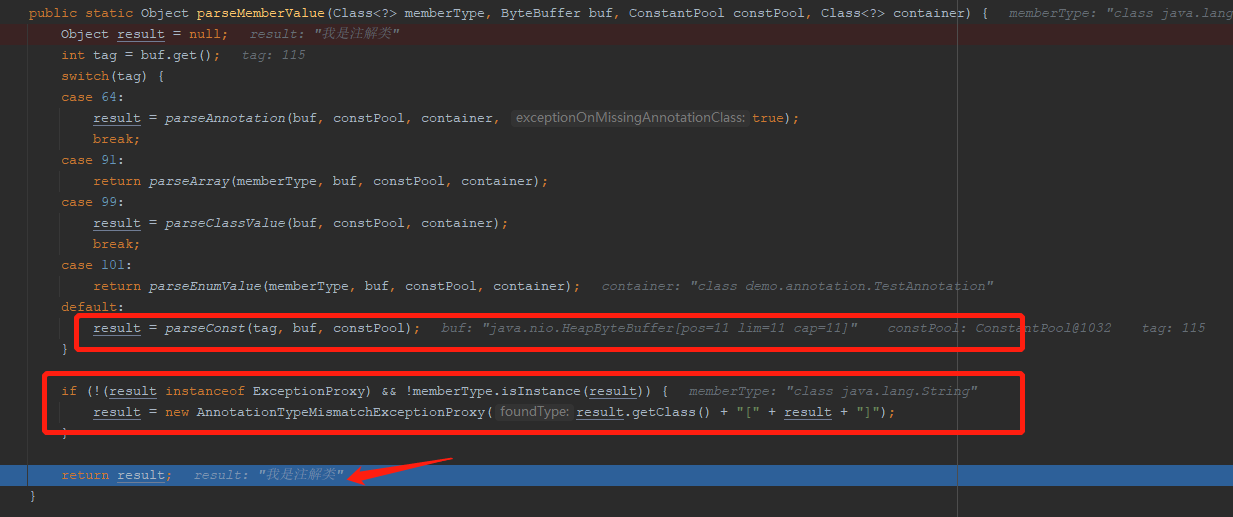 public static Object parseMemberValue(Class<?> memberType, ByteBuffer buf, ConstantPool constPool, Class<?> container) { memberType: "class java.lang
Object result = null; result: "我是注解类"
int tag = buf.get(); tag: 115
switch(tag) {
case 64:
result = parseAnnotation(buf, constPool, container, exceptionOnMissingAnnotationClass: true);
break;
case 91:
return parseArray(memberType, buf, constPool, container);
case 99:
result = parseClassValue(buf, constPool, container);
break;
case 101:
return parseEnumValue(memberType, buf, constPool, container); container: "class demo.annotation.TestAnnotation"
default:
result = parseConst(tag, buf, constPool); buf: "java.nio.HeapByteBuffer[pos=11 lim=11 cap=11]" constPool: ConstantPool@1032 tag: 115
}
if (!(result instanceof ExceptionProxy) && !memberType.isInstance(result)) { memberType: "class java.lang.String"
result = new AnnotationTypeMismatchExceptionProxy( foundType: result.getClass() + "[" + result + "]");
}
return result; result: "我是注解类"
}